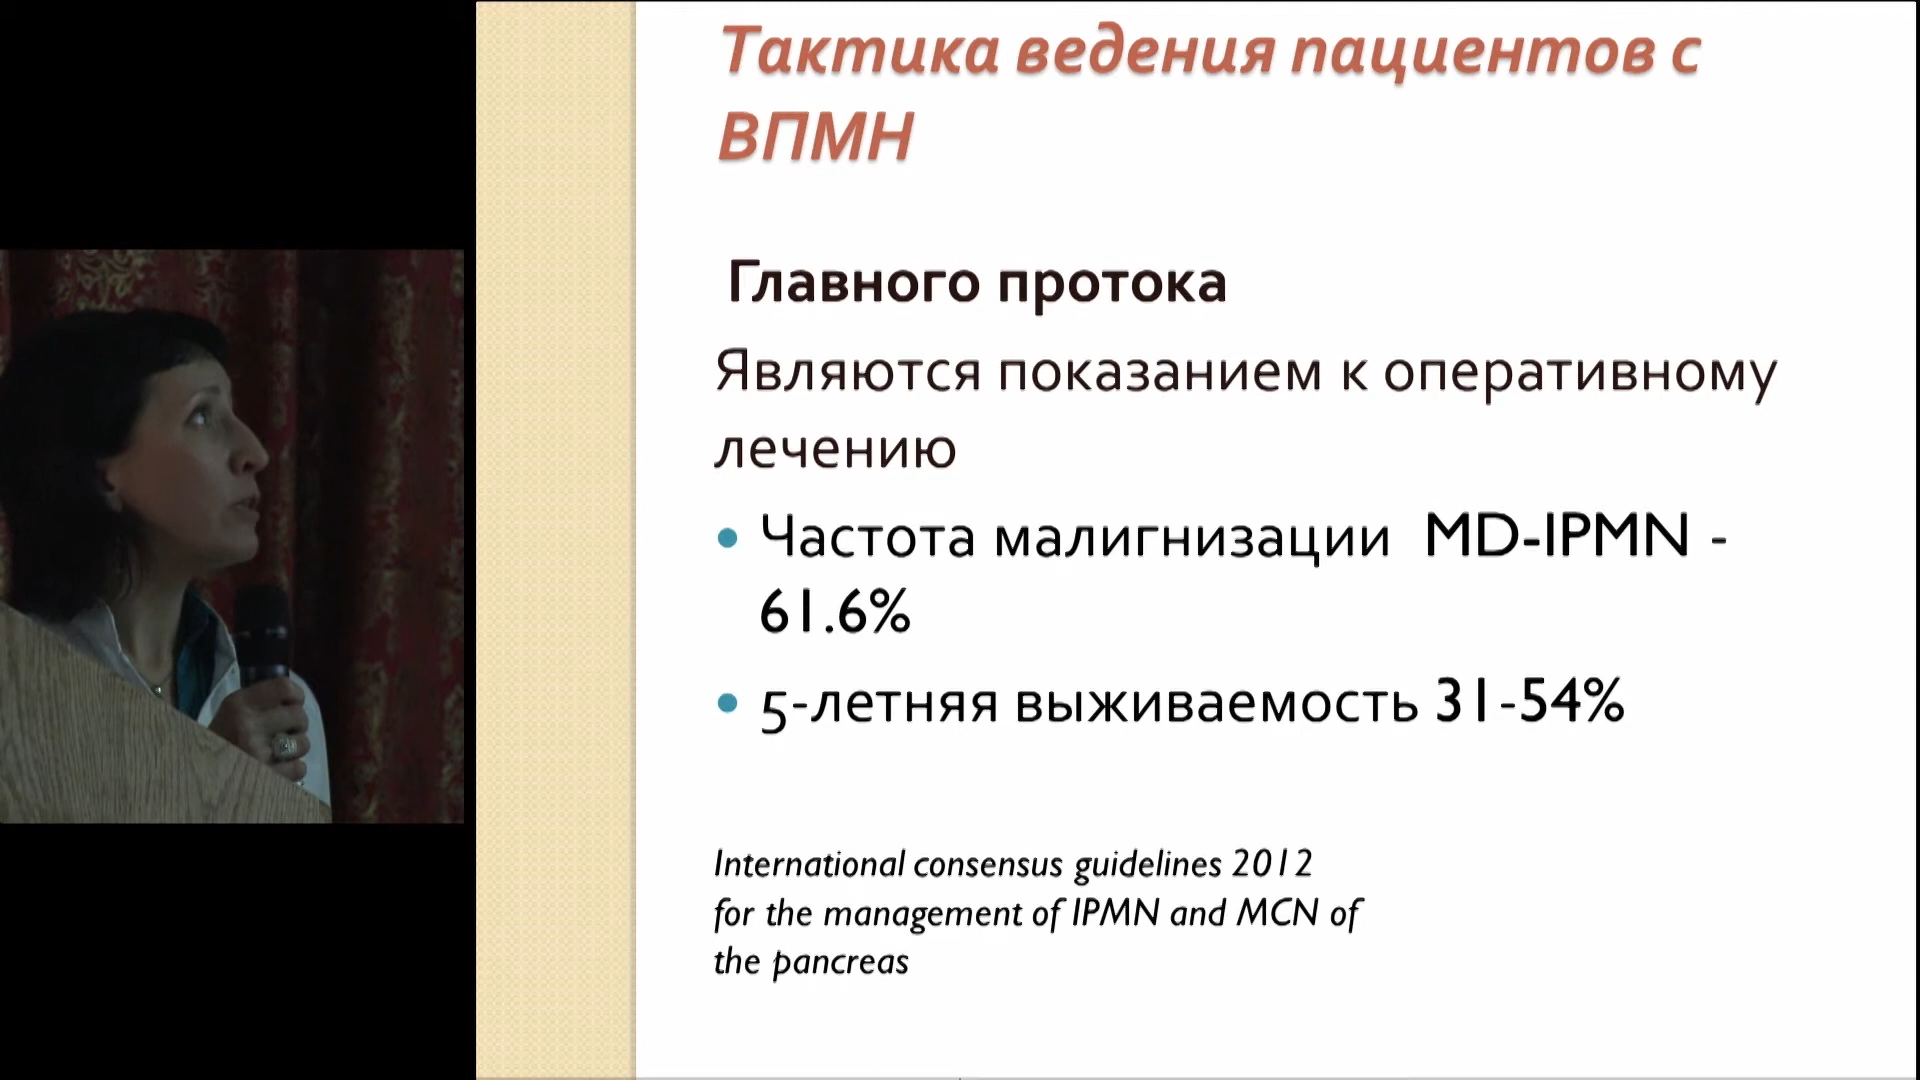 Тактика ведения пациентов с
ВПМН
Главного протока
Являются показанием к оперативному
лечению
• Частота малигнизации MD-IPMN -
61.6%
• 5-летняя выживаемость 31-54%
International consensus guidelines 2012
for the management of IPMN and MCN of
the pancreas